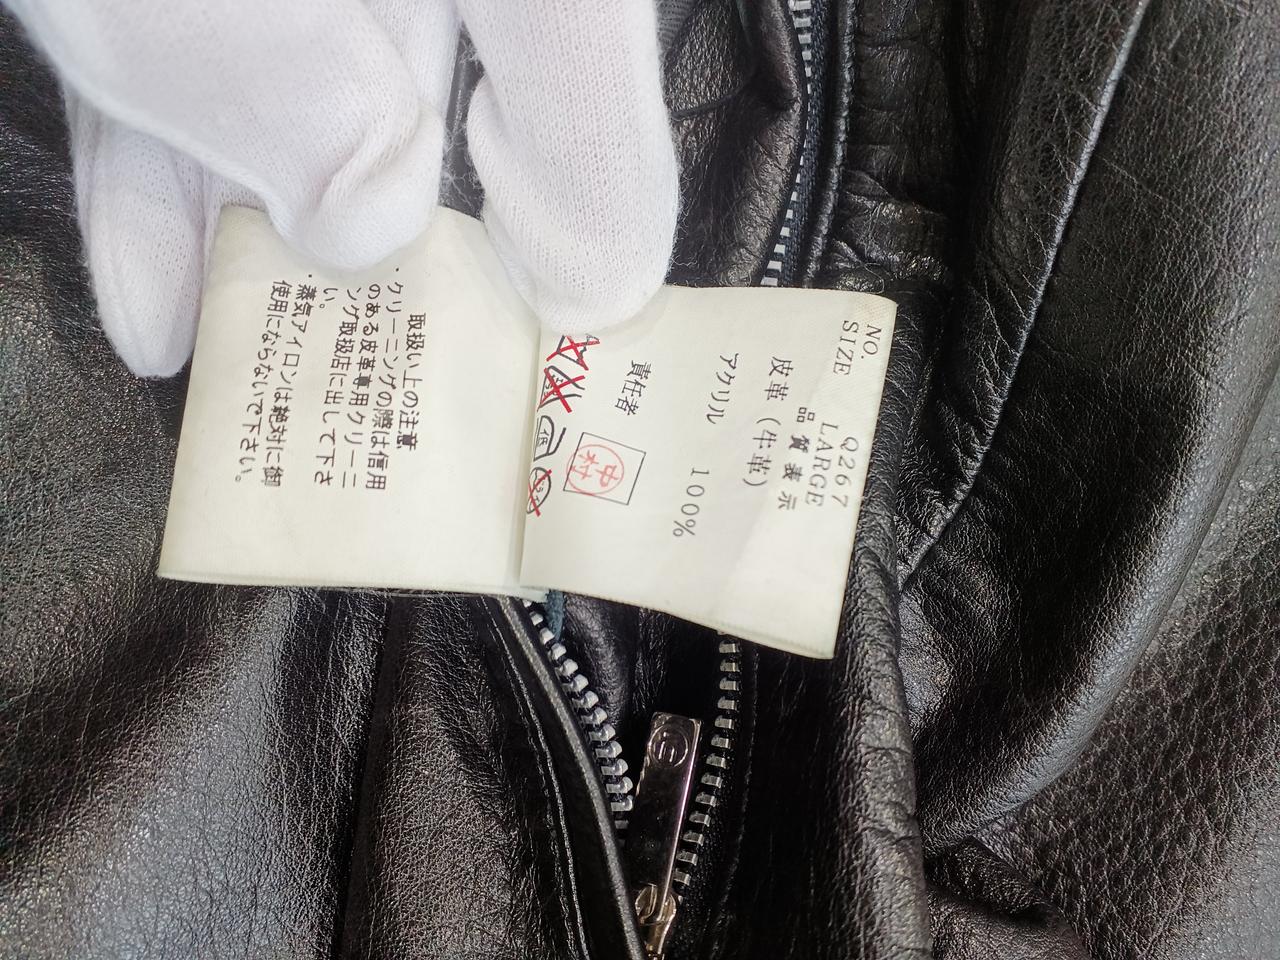 NO. Q267
SIZE LARGE
品質表示
皮革（牛革）
アクリル 100%
責任者 中村
取扱い上の注意
・クリーニングの際は信用
のある皮革専用クリーニ
ング取扱店に出して下さ
い。
・蒸気アイロンは絶対に御
使用にならないで下さい。